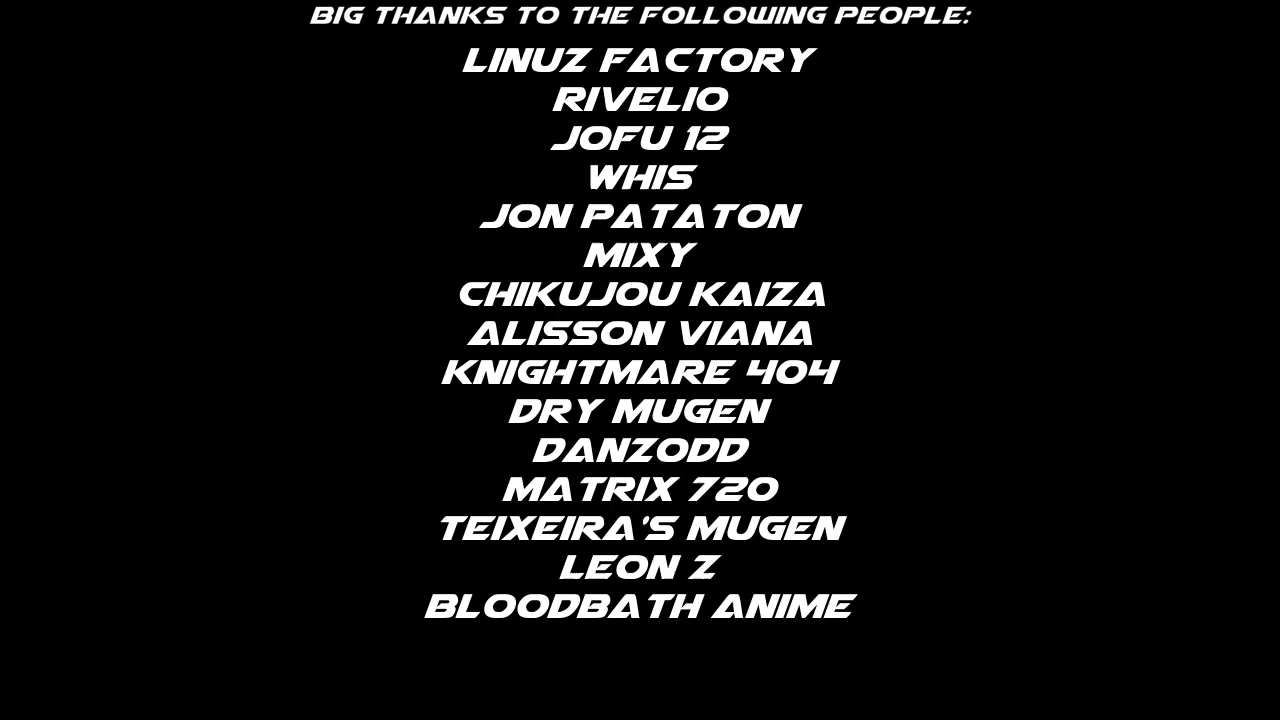 BIG THANKS TO THE FOLLOWING PEOPLE:
LINUZ FACTORY
RIVELIO
JOFU 12
WHIS
JON PATATON
MIXY
CHIKUJOU KAIZA
ALISSON VIANA
KNIGHTMARE 404
DRY MUGEN
DANZODD
MATRIX 720
TEIXEIRA'S MUGEN
LEON Z
BLOODBATH ANIME